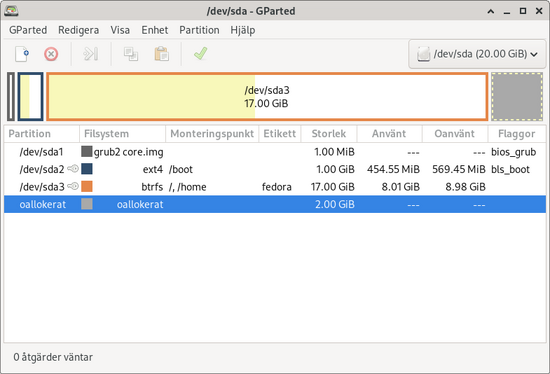 /dev/sda - GParted
GParted Redigera Visa Enhet Partition Hjälp
/dev/sda (20.00 GiB)
/dev/sda3
17.00 GiB
Partition Filsystem Monteringspunkt Etikett Storlek Använt Oanvänt Flaggor
/dev/sda1 grub2 core.img 1.00 MiB --- --- bios_grub
/dev/sda2 ext4 /boot 1.00 GiB 454.55 MiB 569.45 MiB bls_boot
/dev/sda3 btrfs /, /home fedora 17.00 GiB 8.01 GiB 8.98 GiB
oallokerat oallokerat 2.00 GiB --- ---
0 åtgärder väntar